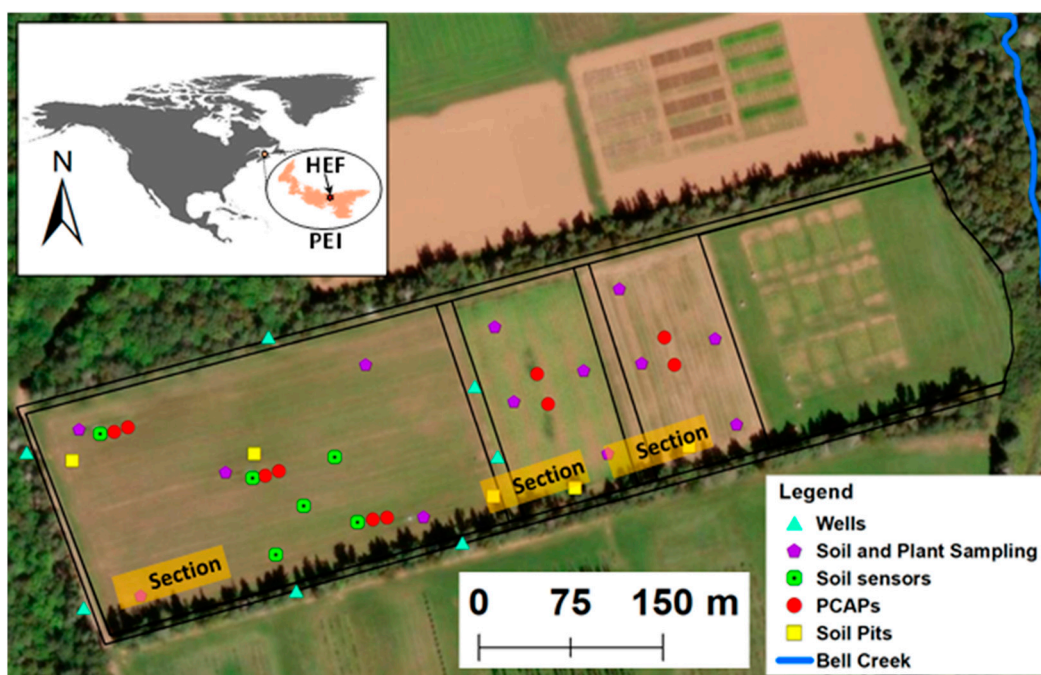 N
HEF
PEI
Section
Section
Section
0 75 150 m
Legend
Wells
Soil and Plant Sampling
Soil sensors
PCAPs
Soil Pits
Bell Creek